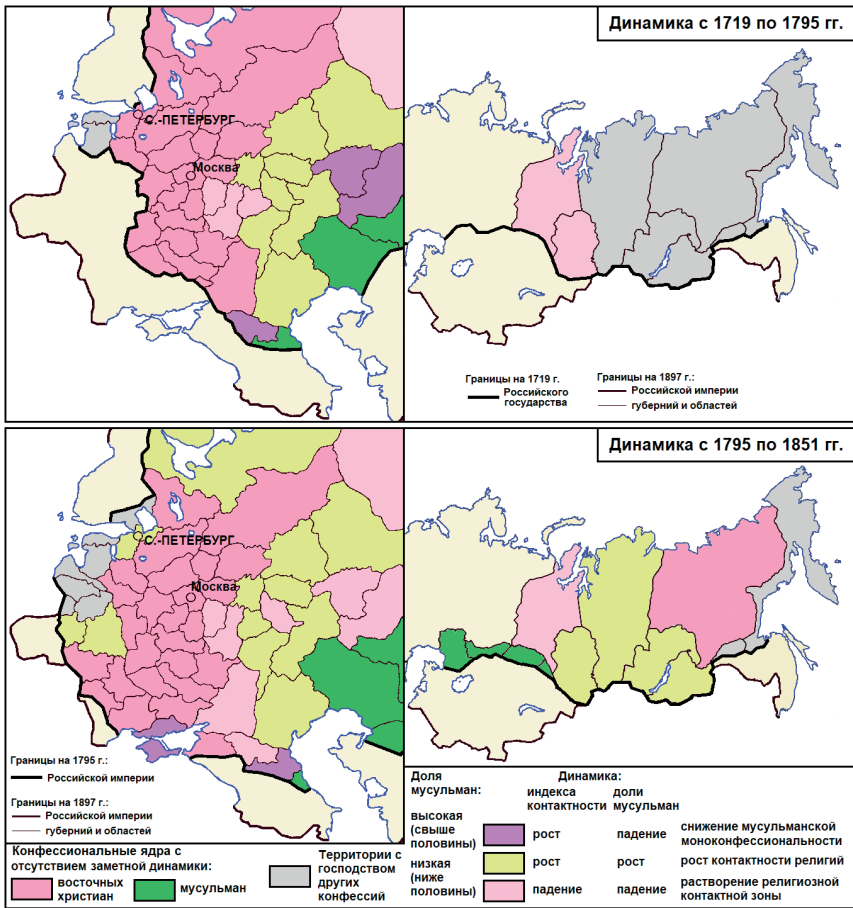 Динамика с 1719 по 1795 гг.
С.-ПЕТЕРБУРГ
Москва
Границы на 1719 г.:
Российского
государства
Границы на 1897 г.:
Российской империи
губерний и областей
Динамика с 1795 по 1851 гг.
С.-ПЕТЕРБУРГ
Москва
Границы на 1795 г.:
Российской империи
Границы на 1897 г.:
Российской империи
губерний и областей
Конфессиональные ядра с
отсутствием заметной динамики:
восточных
христиан
мусульман
Территории с
господством
других
конфессий
Доля
мусульман:
Динамика:
индекса
контактности
доли
мусульман
высокая
(свыше
половины)
рост
падение
снижение мусульманской
моноконфессиональности
низкая
(ниже
половины)
рост
рост
рост контактности религий
падение
падение
растворение религиозной
контактной зоны